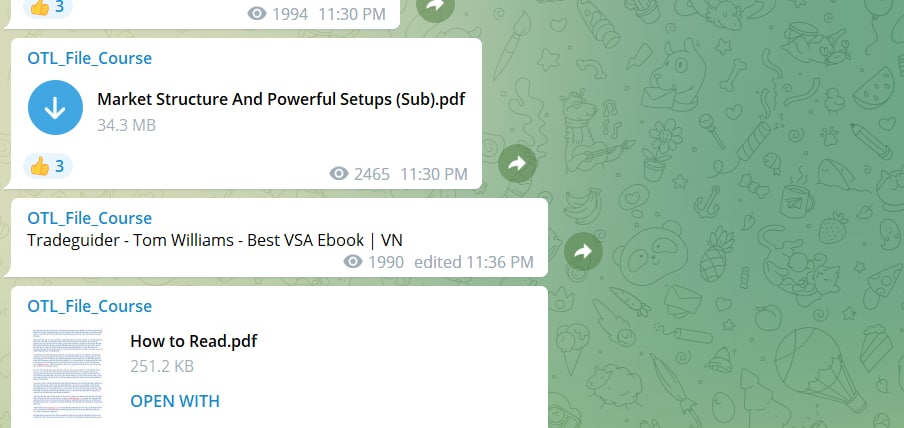 👍 3
1994 11:30 PM
OTL_File_Course
Market Structure And Powerful Setups (Sub).pdf
34.3 MB
👍 3
2465 11:30 PM
OTL_File_Course
Tradeguider - Tom Williams - Best VSA Ebook | VN
1990 edited 11:36 PM
OTL_File_Course
How to Read.pdf
251.2 KB
OPEN WITH